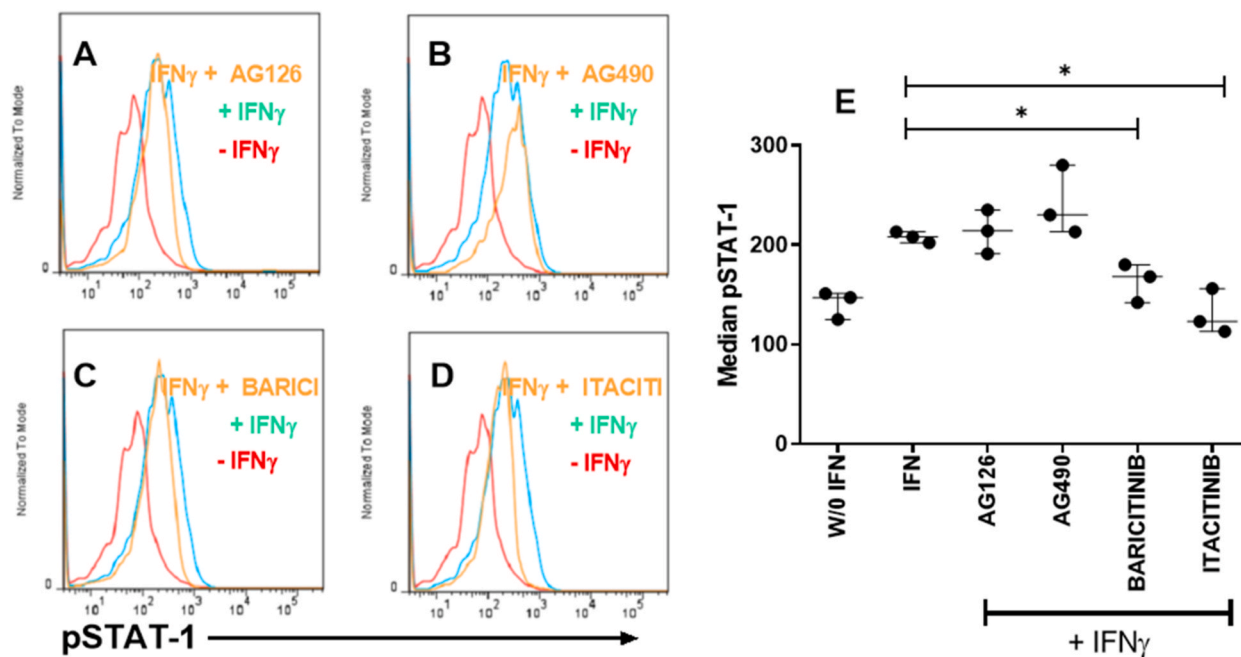 A
IFNγ + AG126
+ IFNγ
- IFNγ
Normalized To Mode
0
10¹ 10² 10³ 10⁴ 10⁵
B
IFNγ + AG490
+ IFNγ
- IFNγ
Normalized To Mode
0
10¹ 10² 10³ 10⁴ 10⁵
C
IFNγ + BARICI
+ IFNγ
- IFNγ
Normalized To Mode
0
10¹ 10² 10³ 10⁴ 10⁵
D
IFNγ + ITACITI
+ IFNγ
- IFNγ
Normalized To Mode
0
10¹ 10² 10³ 10⁴ 10⁵
pSTAT-1
E
*
*
Median pSTAT-1
300
200
100
0
W/0 IFN
IFN
AG126
AG490
BARICITINIB
ITACITINIB
+ IFNγ